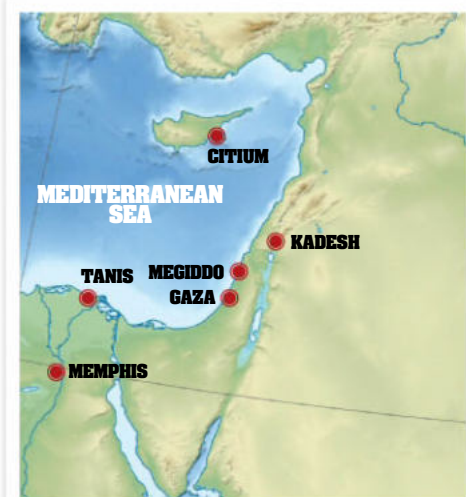 CITIUM
MEDITERRANEAN
SEA
KADESH
MEGIDDO
TANIS
GAZA
MEMPHIS